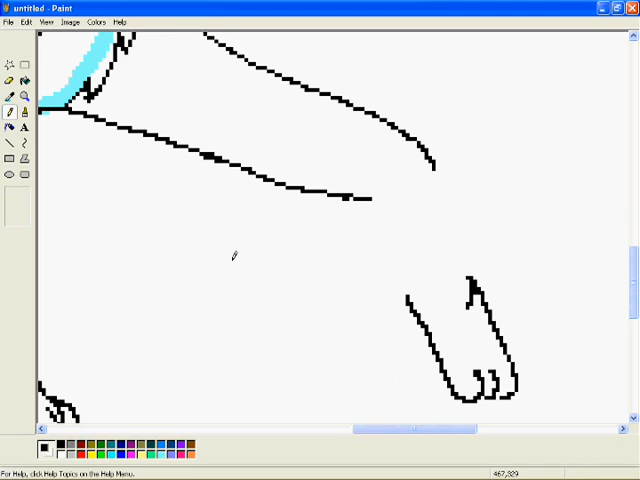 untitled - Paint
File Edit View Image Colors Help
A
For Help, click Help Topics on the Help Menu.
467,329